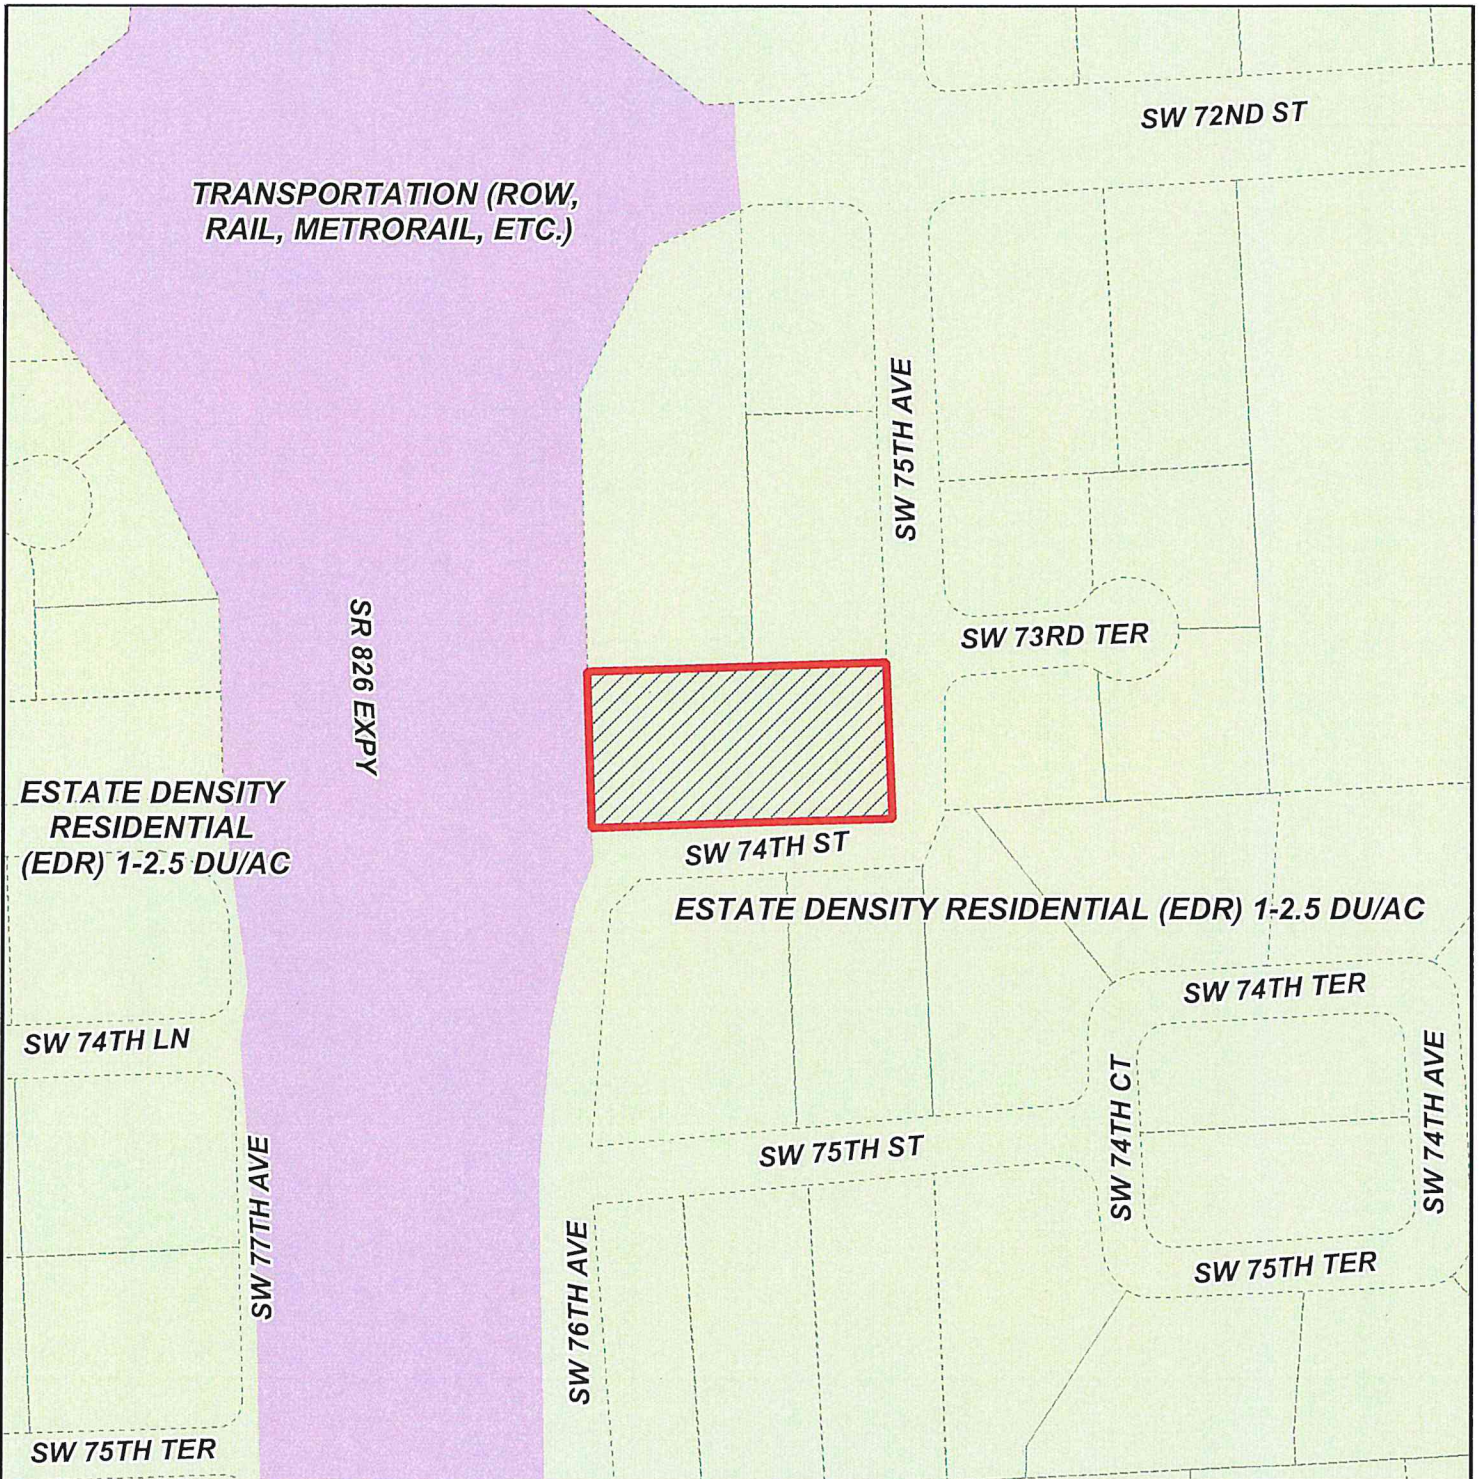 SW 72ND ST
TRANSPORTATION (ROW,
RAIL, METRORAIL, ETC.)
SW 75TH AVE
SR 826 EXPY
SW 73RD TER
ESTATE DENSITY
RESIDENTIAL
(EDR) 1-2.5 DU/AC
SW 74TH ST
ESTATE DENSITY RESIDENTIAL (EDR) 1-2.5 DU/AC
SW 74TH TER
SW 74TH LN
SW 74TH CT
SW 74TH AVE
SW 75TH ST
SW 77TH AVE
SW 76TH AVE
SW 75TH TER
SW 75TH TER